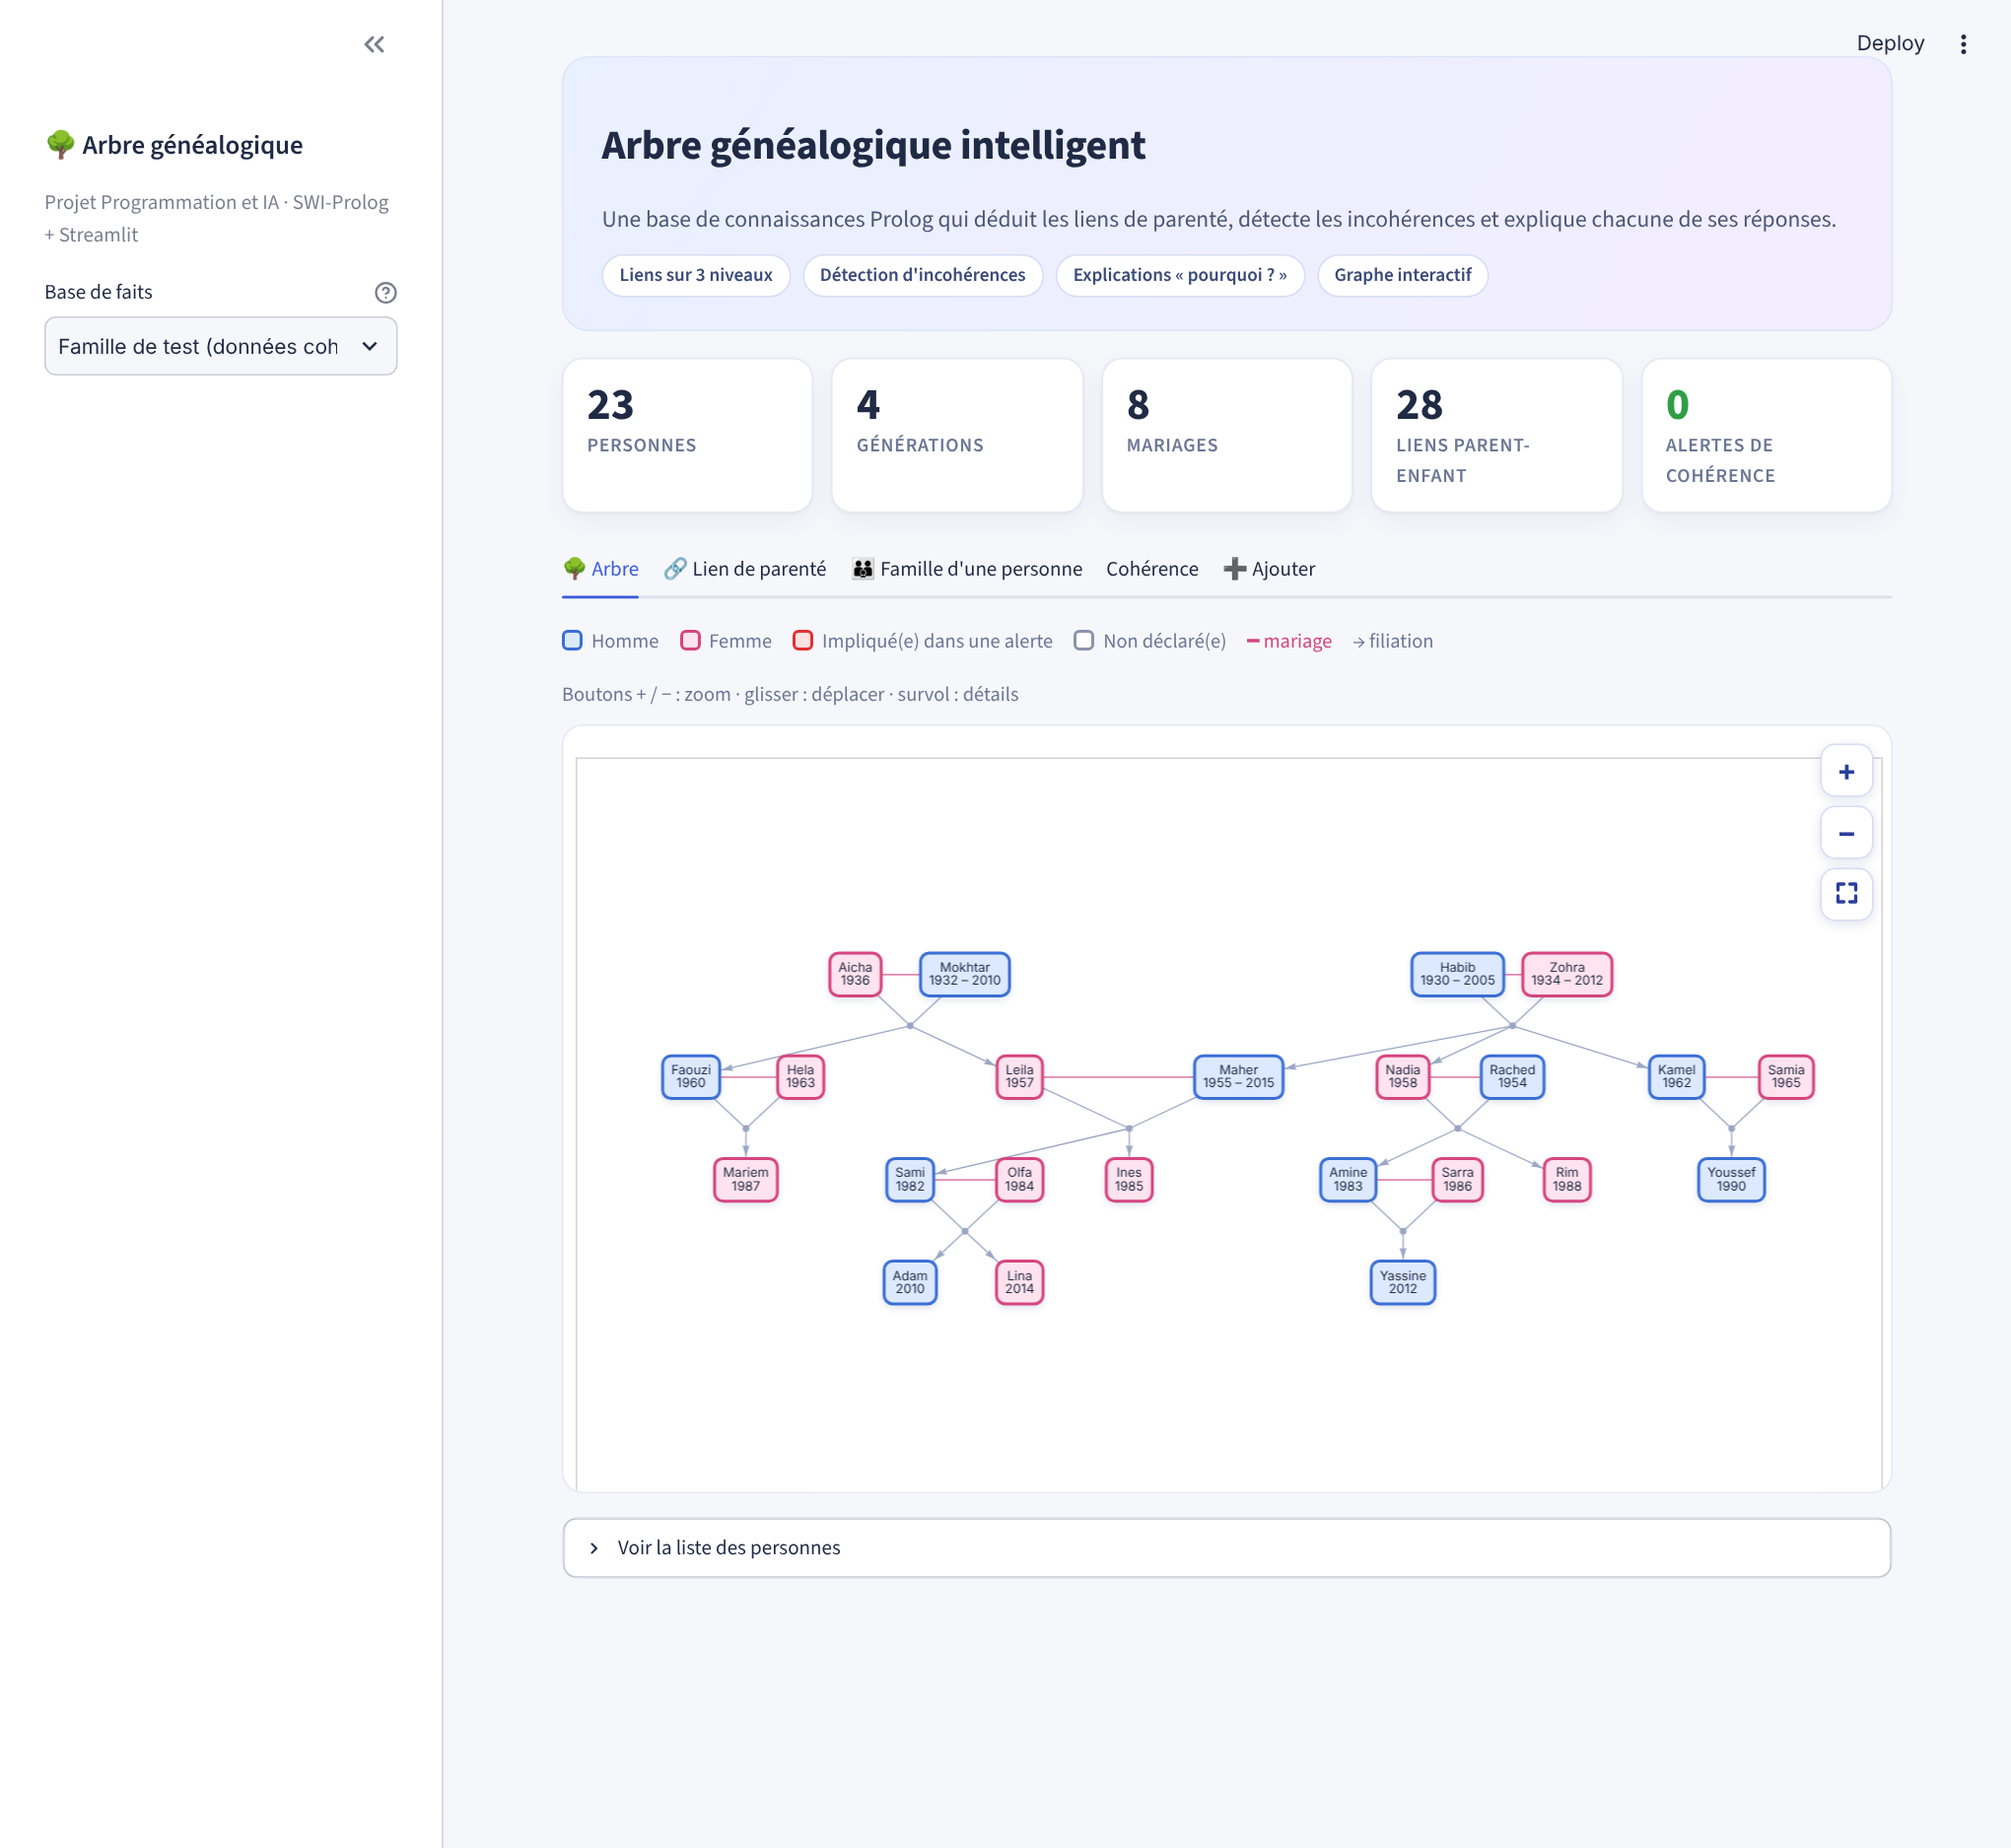 Deploy
Arbre généalogique
Projet Programmation et IA · SWI-Prolog
+ Streamlit
Base de faits
Famille de test (données coh
Arbre généalogique intelligent
Une base de connaissances Prolog qui déduit les liens de parenté, détecte les incohérences et explique chacune de ses réponses.
Liens sur 3 niveaux
Détection d'incohérences
Explications « pourquoi ? »
Graphe interactif
23
PERSONNES
4
GÉNÉRATIONS
8
MARIAGES
28
LIENS PARENT-
ENFANT
0
ALERTES DE
COHÉRENCE
Arbre
Lien de parenté
Famille d'une personne
Cohérence
Ajouter
Homme
Femme
Impliqué(e) dans une alerte
Non déclaré(e)
mariage
→ filiation
Boutons + / − : zoom · glisser : déplacer · survol : détails
+
−
Aicha
1936
Mokhtar
1932 – 2010
Habib
1930 – 2005
Zohra
1934 – 2012
Faouzi
1960
Hela
1963
Leila
1957
Maher
1955 – 2015
Nadia
1958
Rached
1954
Kamel
1962
Samia
1965
Mariem
1987
Sami
1982
Olfa
1984
Ines
1985
Amine
1983
Sarra
1986
Rim
1988
Youssef
1990
Adam
2010
Lina
2014
Yassine
2012
Voir la liste des personnes